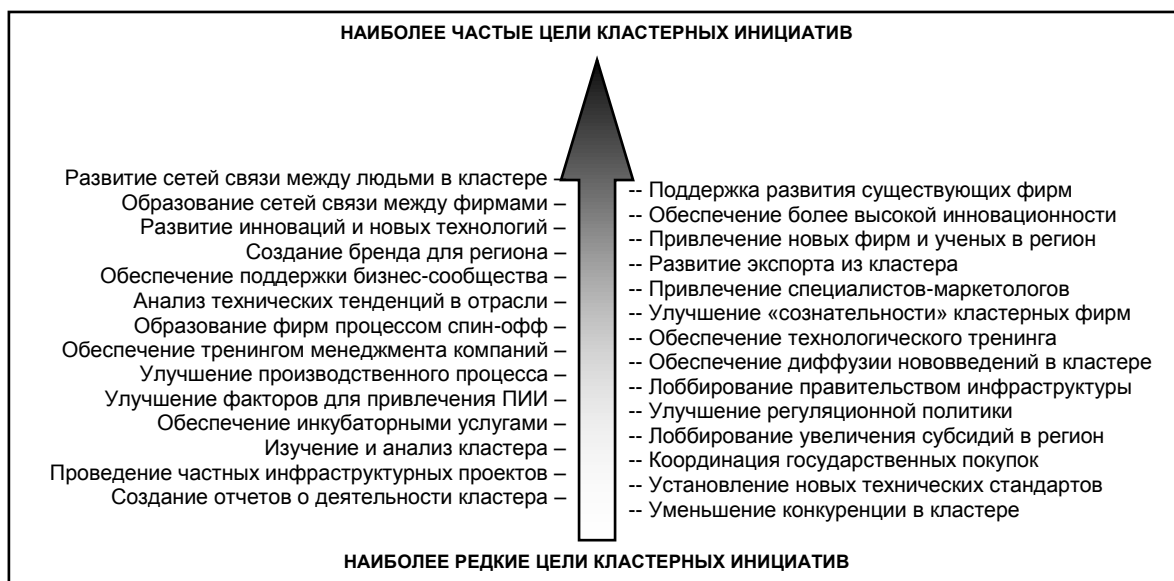 НАИБОЛЕЕ ЧАСТЫЕ ЦЕЛИ КЛАСТЕРНЫХ ИНИЦИАТИВ
Развитие сетей связи между людьми в кластере –
Образование сетей связи между фирмами –
Развитие инноваций и новых технологий –
Создание бренда для региона –
Обеспечение поддержки бизнес-сообщества –
Анализ технических тенденций в отрасли –
Образование фирм процессом спин-офф –
Обеспечение тренингом менеджмента компаний –
Улучшение производственного процесса –
Улучшение факторов для привлечения ПИИ –
Обеспечение инкубаторными услугами –
Изучение и анализ кластера –
Проведение частных инфраструктурных проектов –
Создание отчетов о деятельности кластера –
-- Поддержка развития существующих фирм
-- Обеспечение более высокой инновационности
-- Привлечение новых фирм и ученых в регион
-- Развитие экспорта из кластера
-- Привлечение специалистов-маркетологов
-- Улучшение «сознательности» кластерных фирм
-- Обеспечение технологического тренинга
-- Обеспечение диффузии нововведений в кластере
-- Лоббирование правительством инфраструктуры
-- Улучшение регуляционной политики
-- Лоббирование увеличения субсидий в регион
-- Координация государственных покупок
-- Установление новых технических стандартов
-- Уменьшение конкуренции в кластере
НАИБОЛЕЕ РЕДКИЕ ЦЕЛИ КЛАСТЕРНЫХ ИНИЦИАТИВ